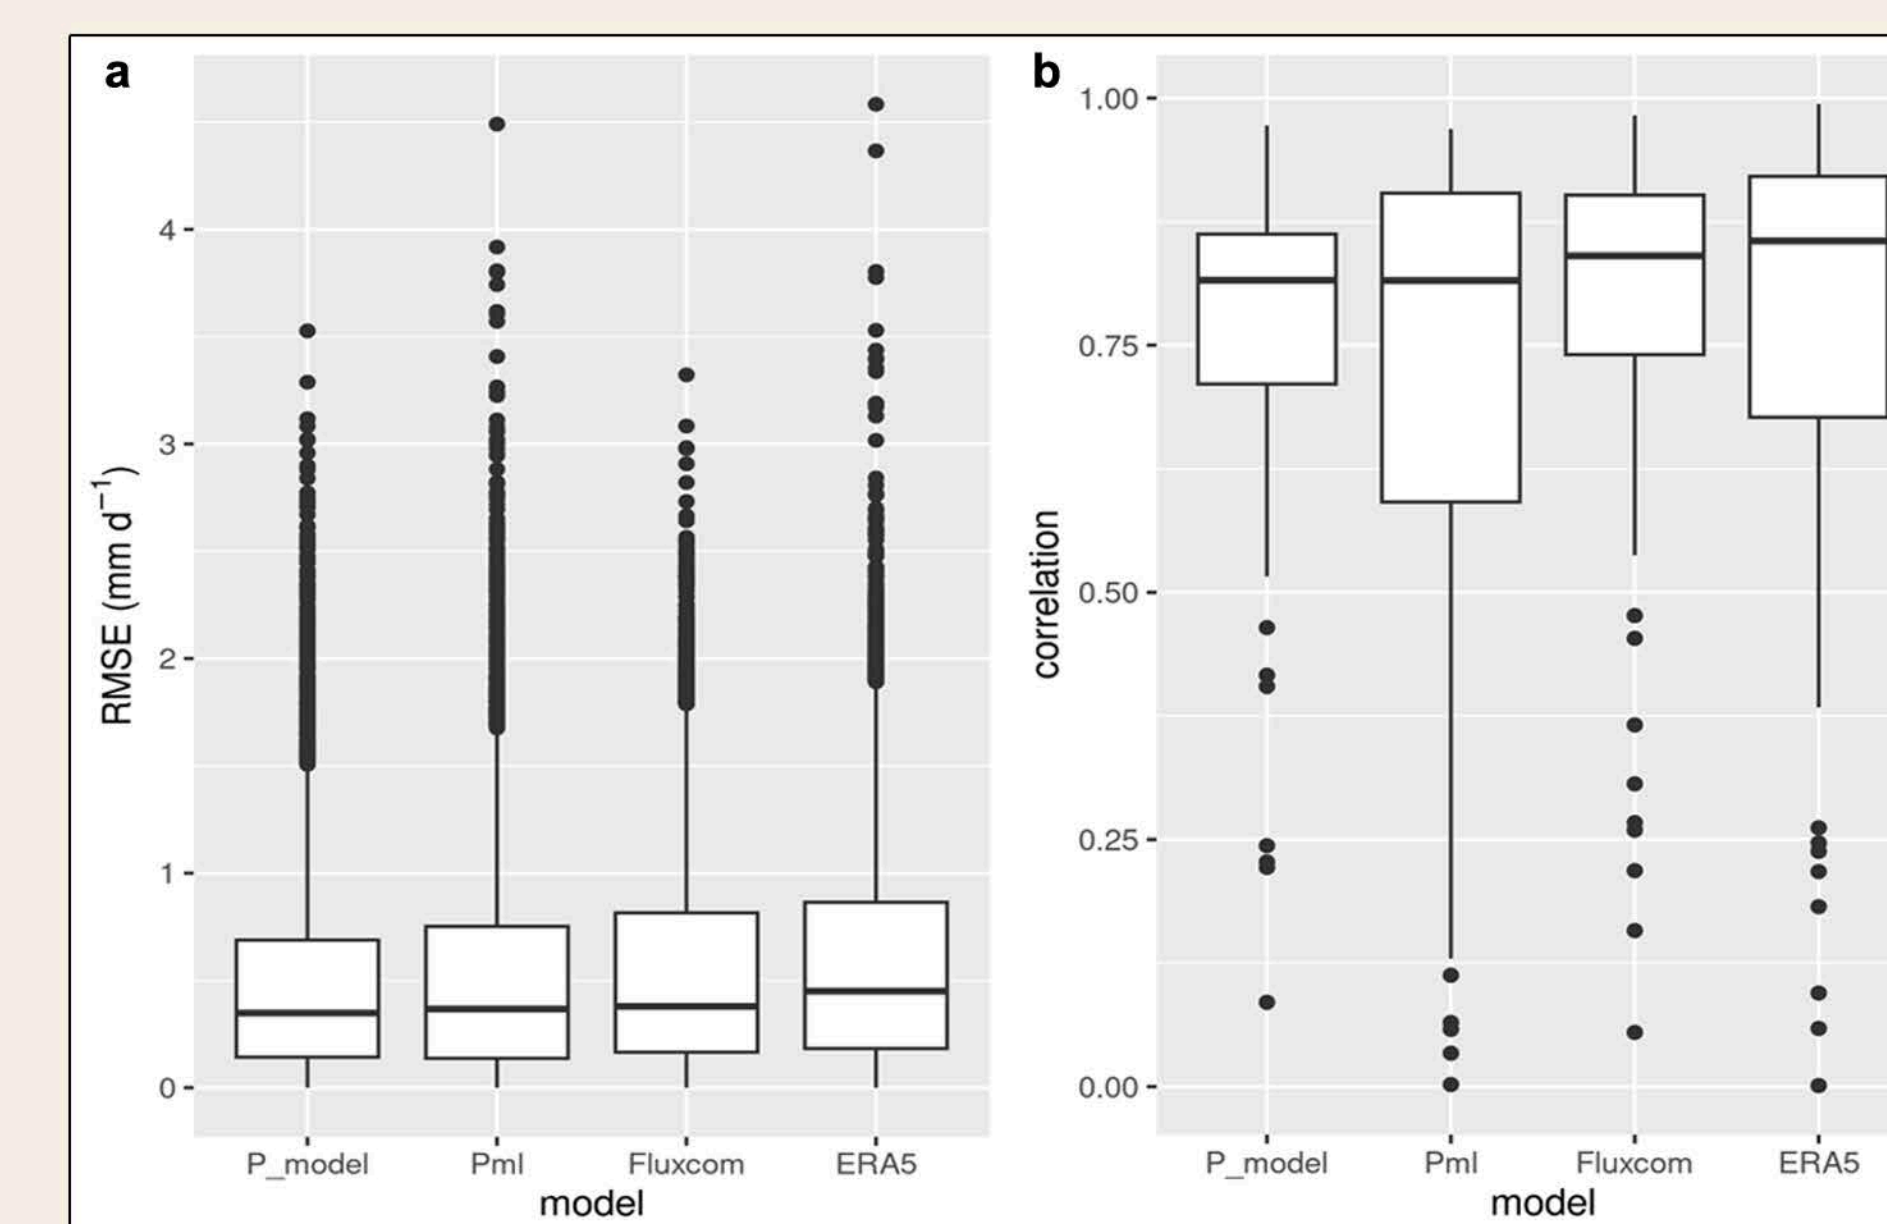 a
RMSE (mm d⁻¹)
4
3
2
1
0
P_model Pml Fluxcom ERA5
model
b
correlation
1.00
0.75
0.50
0.25
0.00
P_model Pml Fluxcom ERA5
model